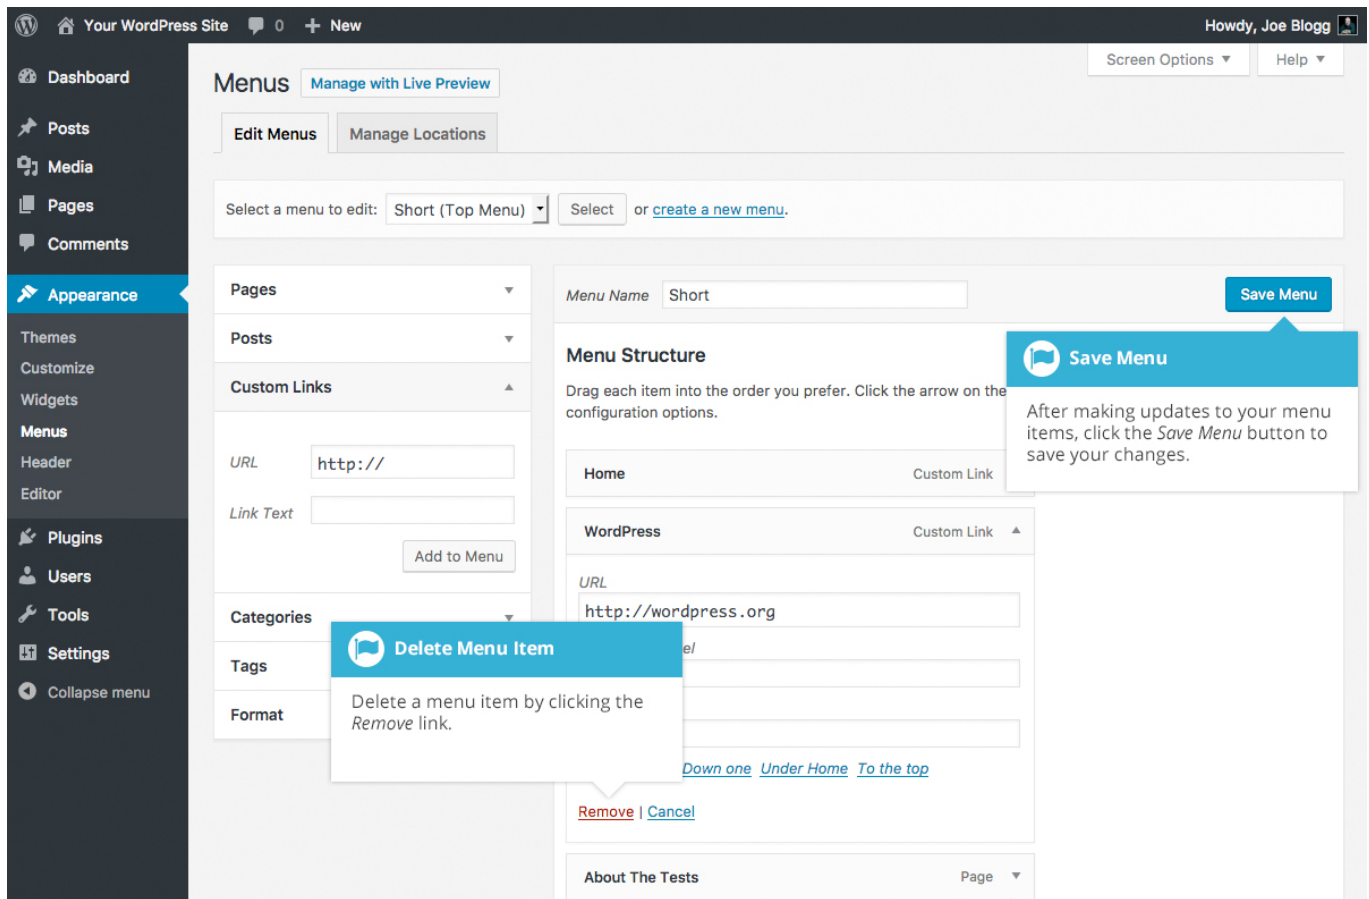 Your WordPress Site 0 New
Howdy, Joe Blogg
Dashboard
Posts
Media
Pages
Comments
Appearance
Themes
Customize
Widgets
Menus
Header
Editor
Plugins
Users
Tools
Settings
Collapse menu
Screen Options
Help
Menus
Manage with Live Preview
Edit Menus
Manage Locations
Select a menu to edit: Short (Top Menu) Select or create a new menu.
Pages
Posts
Custom Links
URL http://
Link Text
Add to Menu
Categories
Tags
Format
Delete Menu Item
Delete a menu item by clicking the
Remove link.
Menu Name Short
Save Menu
Menu Structure
Drag each item into the order you prefer. Click the arrow on the
configuration options.
Save Menu
After making updates to your menu
items, click the Save Menu button to
save your changes.
Home Custom Link
WordPress Custom Link
URL
http://wordpress.org
el
Down one Under Home To the top
Remove | Cancel
About The Tests Page